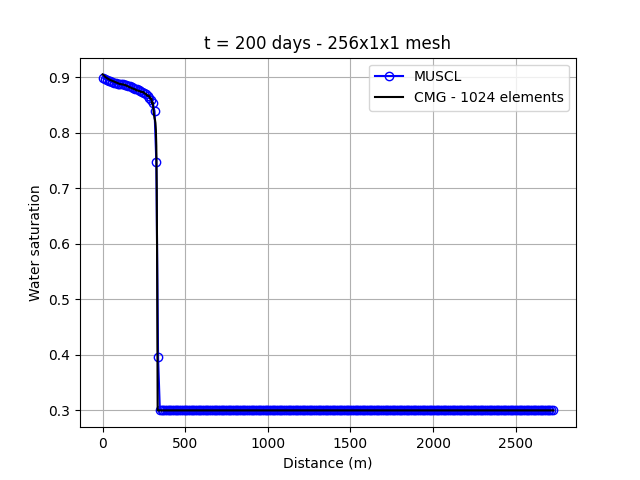 t = 200 days - 256x1x1 mesh
MUSCL
CMG - 1024 elements
Water saturation
0.9
0.8
0.7
0.6
0.5
0.4
0.3
0 500 1000 1500 2000 2500
Distance (m)